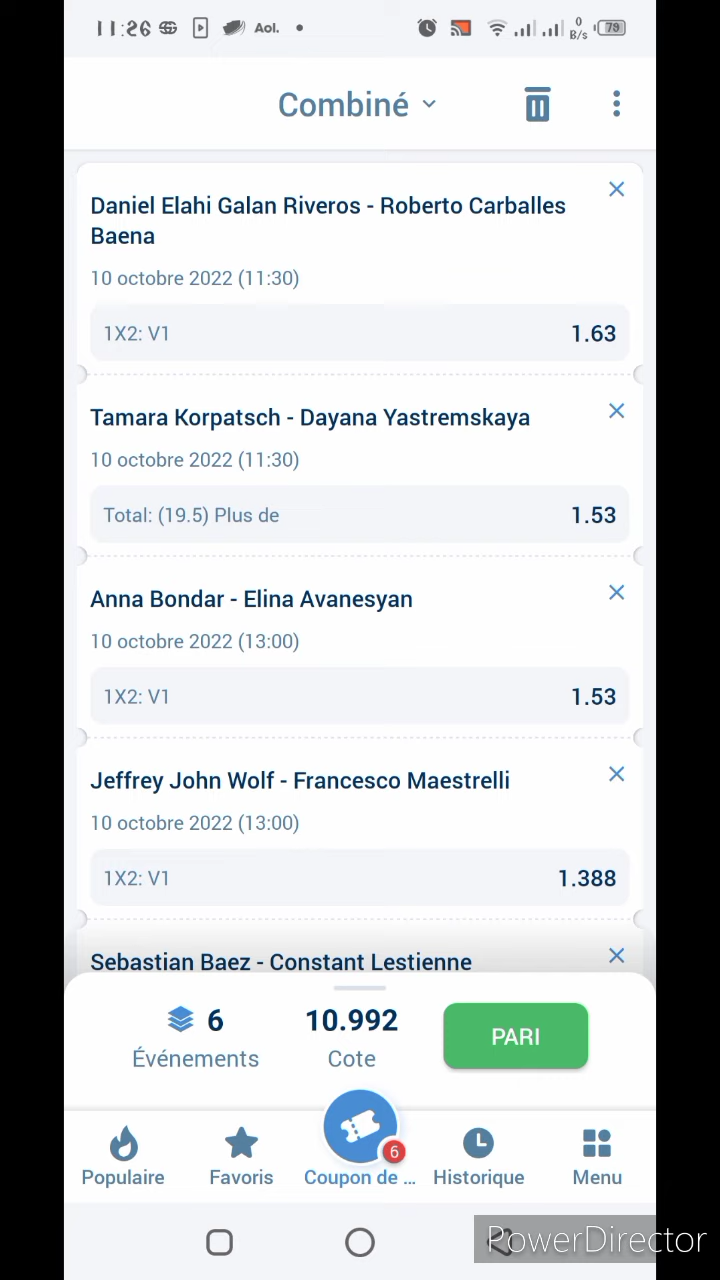 11:26 Aol. 0 B/s 79
Combiné
Daniel Elahi Galan Riveros - Roberto Carballes
Baena
10 octobre 2022 (11:30)
1X2: V1 1.63
Tamara Korpatsch - Dayana Yastremskaya
10 octobre 2022 (11:30)
Total: (19.5) Plus de 1.53
Anna Bondar - Elina Avanesyan
10 octobre 2022 (13:00)
1X2: V1 1.53
Jeffrey John Wolf - Francesco Maestrelli
10 octobre 2022 (13:00)
1X2: V1 1.388
Sebastian Baez - Constant Lestienne
6 10.992 PARI
Événements Cote
6
Populaire Favoris Coupon de ... Historique Menu
PowerDirector